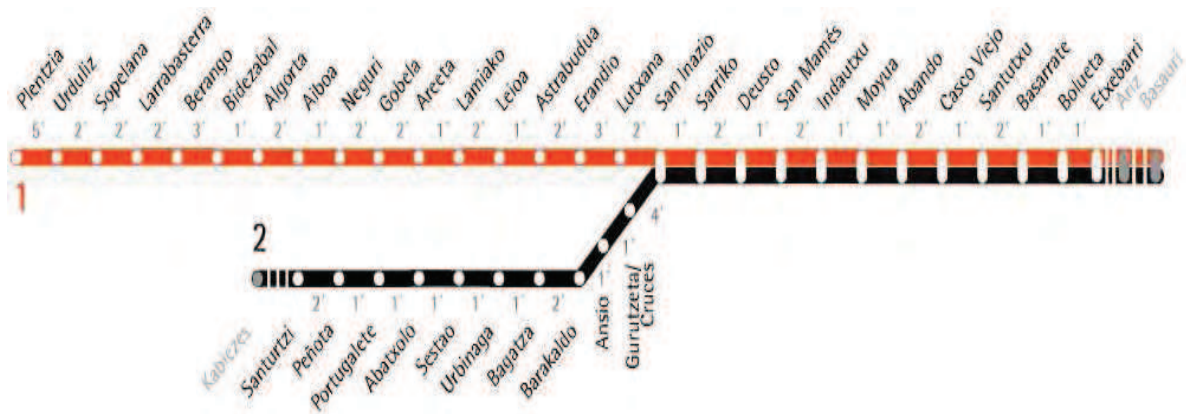 Plentzia
Urduliz
Sopelana
Larrabasterra
Berango
Bidezabal
Algorta
Aiboa
Neguri
Gobela
Areeta
Lamiako
Leioa
Astrabudua
Erandio
Lutxana
San Inazio
Sarriko
Deusto
San Mamés
Indautxu
Moyua
Abando
Casco Viejo
Santutxu
Basarrate
Bolueta
Etxebarri
Ariz
Basauri
5' 2' 2' 2' 3' 1' 2' 1' 2' 2' 1' 2' 1' 2' 3' 2' 1' 2' 1' 2' 1' 1' 2' 1' 2' 1' 1'
1
2
4'
1'
1'
2' 1' 1' 1' 1' 1' 2'
Kabiezes
Santurtzi
Peñota
Portugalete
Abatxolo
Sestao
Urbinaga
Bagatza
Barakaldo
Ansio
Gurutzeta/
Cruces